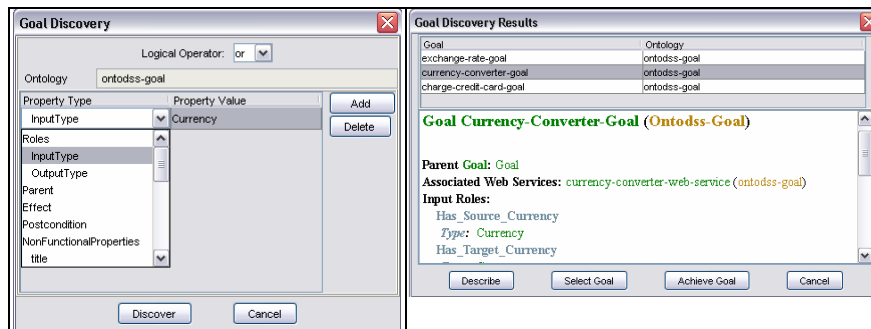 Goal Discovery
Logical Operator: or
Ontology ontodss-goal
Property Type Property Value
InputType Currency
Add
Delete
Roles
InputType
OutputType
Parent
Effect
Postcondition
NonFunctionalProperties
title
Discover Cancel
Goal Discovery Results
Goal Ontology
exchange-rate-goal ontodss-goal
currency-converter-goal ontodss-goal
charge-credit-card-goal ontodss-goal
Goal Currency-Converter-Goal (Ontodss-Goal)
Parent Goal: Goal
Associated Web Services: currency-converter-web-service (ontodss-goal)
Input Roles:
Has_Source_Currency
Type: Currency
Has_Target_Currency
Describe Select Goal Achieve Goal Cancel